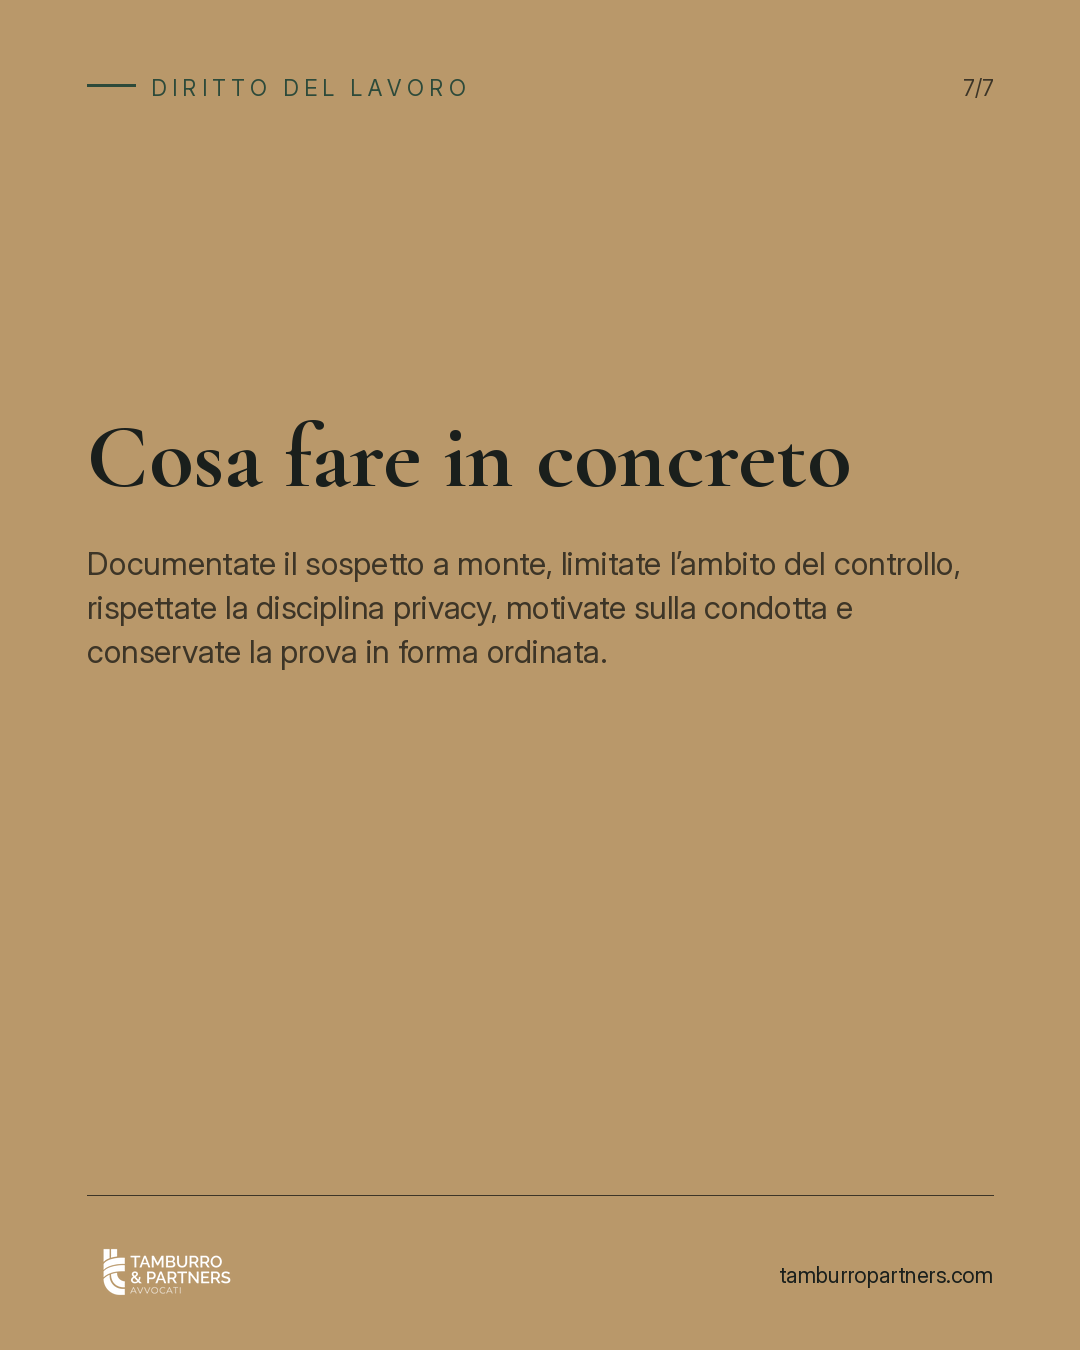 DIRITTO DEL LAVORO
7/7
Cosa fare in concreto
Documentate il sospetto a monte, limitate l’ambito del controllo,
rispettate la disciplina privacy, motivate sulla condotta e
conservate la prova in forma ordinata.
TAMBURRO
& PARTNERS
AVVOCATI
tamburropartners.com